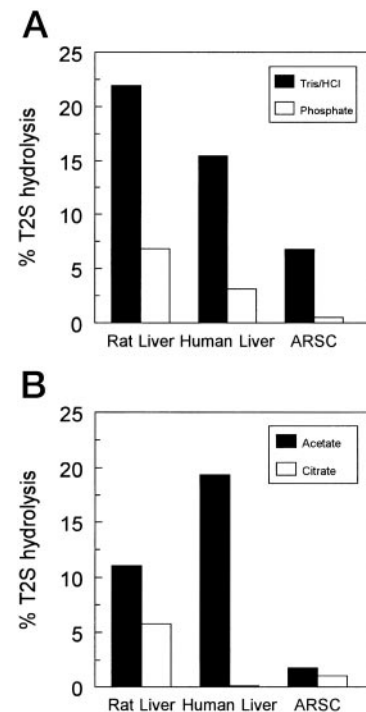 A
% T2S hydrolysis
25
20
15
10
5
0
Tris/HCl
Phosphate
Rat Liver Human Liver ARSC
B
% T2S hydrolysis
25
20
15
10
5
0
Acetate
Citrate
Rat Liver Human Liver ARSC